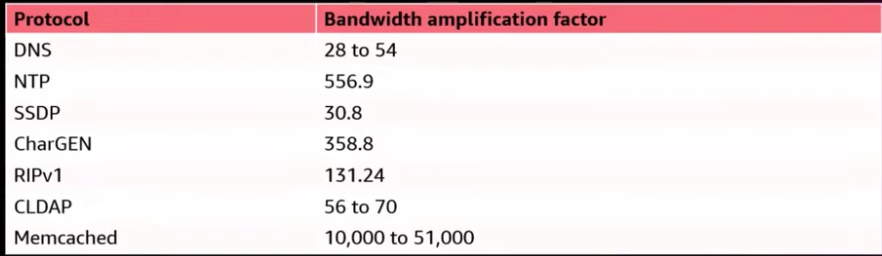 Protocol Bandwidth amplification factor
DNS 28 to 54
NTP 556.9
SSDP 30.8
CharGEN 358.8
RIPv1 131.24
CLDAP 56 to 70
Memcached 10,000 to 51,000